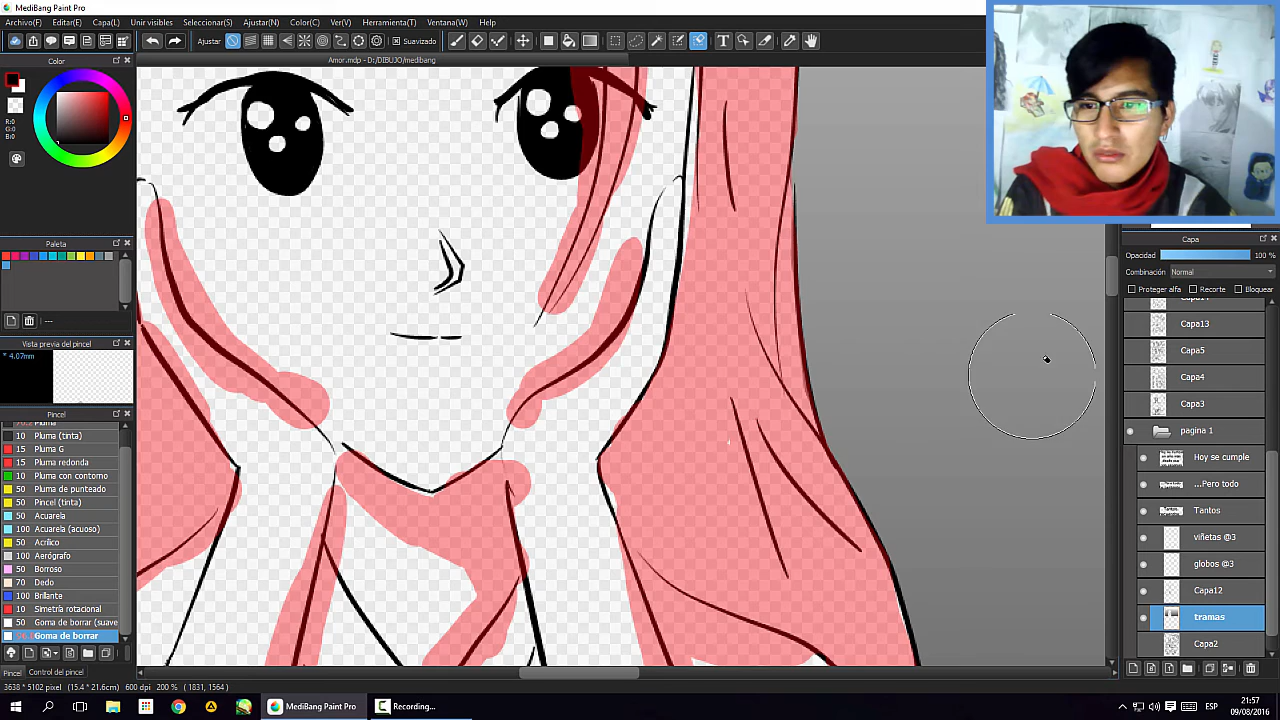 MediBang Paint Pro
Archivo(F) Editar(E) Capa(L) Unir visibles Seleccionar(S) Ajustar(N) Color(C) Ver(V) Herramienta(T) Ventana(W) Help
Ajustar Suavizado
Color
Amor.mdp - D:/DIBUJO/medibang
R:0
G:0
B:0
Paleta
---
Vista previa del pincel
4.07mm
Pincel
Pluma
10 Pluma (tinta)
15 Pluma G
15 Pluma redonda
10 Pluma con contorno
50 Pluma de punteado
50 Pincel (tinta)
50 Acuarela
100 Acuarela (acuoso)
50 Acrílico
100 Aerógrafo
50 Borroso
70 Dedo
100 Brillante
10 Simetría rotacional
50 Goma de borrar (suave
Goma de borrar
Pincel Control del pincel
3638 * 5102 pixel (15.4 * 21.6cm) 600 dpi 200 % ( 1831, 1564 )
Capa
Opacidad 100 %
Combinación Normal
Proteger alfa Recorte Bloquear
Capa13
Capa5
Capa4
Capa3
pagina 1
Hoy se cumple
...Pero todo
Tantos
viñetas @3
globos @3
Capa12
tramas
Capa2
MediBang Paint Pro Recording...
ESP
21:57
09/08/2016